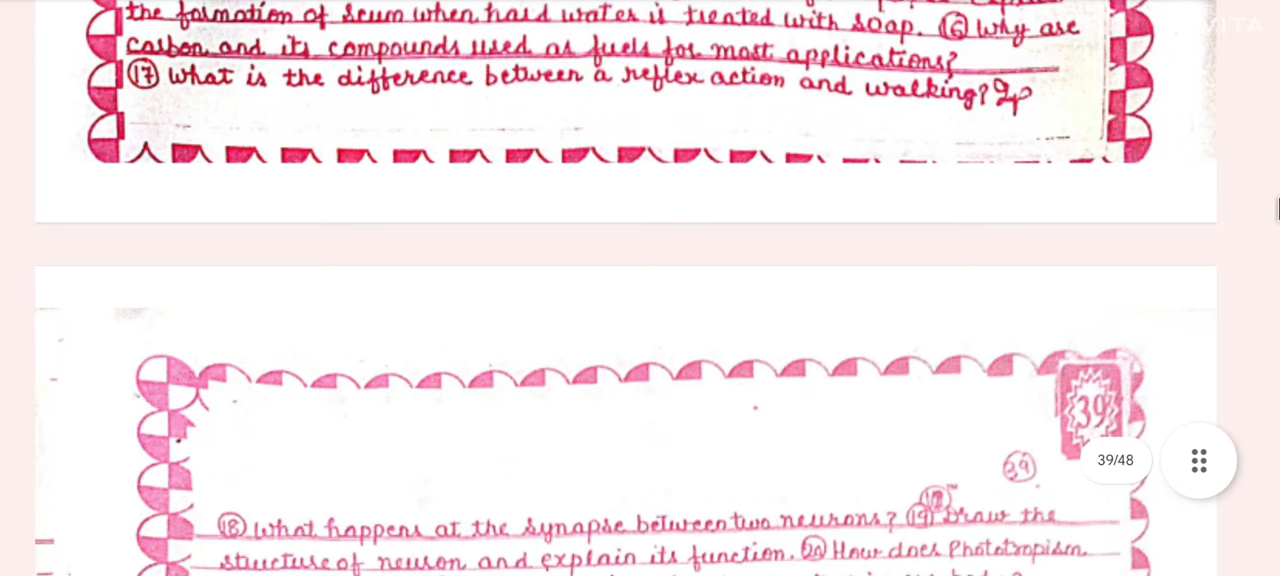 the formation of scum when hard water is treated with soap. ⑯ Why are
VITA
carbon and its compounds used as fuels for most applications?
⑰ What is the difference between a reflex action and walking?
39
39/48
39
⑱ What happens at the synapse between two neurons? ⑲ Draw the
structure of neuron and explain its function. ⑳ How does Phototropism